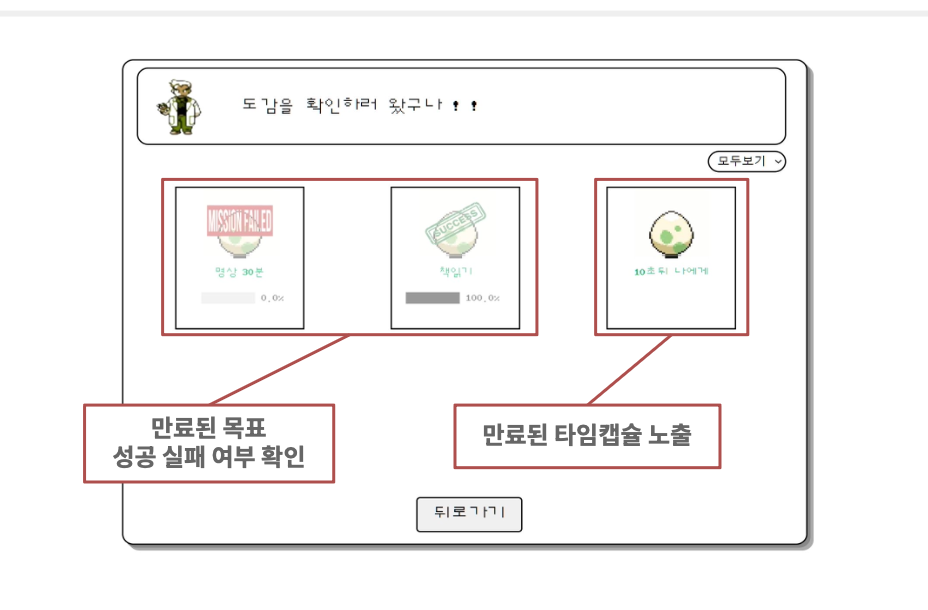 도감을 확인하러 왔구나 !!
모두보기
MISSION FAILED
명상 30분
0.0%
SUCCESS
책읽기
100.0%
10초뒤 나에게
만료된 목표
성공 실패 여부 확인
만료된 타임캡슐 노출
뒤로가기